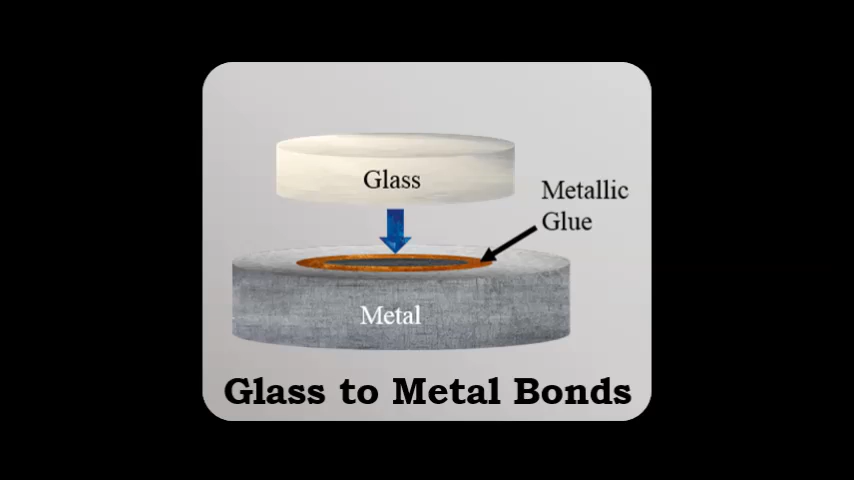 Glass
Metallic
Glue
Metal
Glass to Metal Bonds